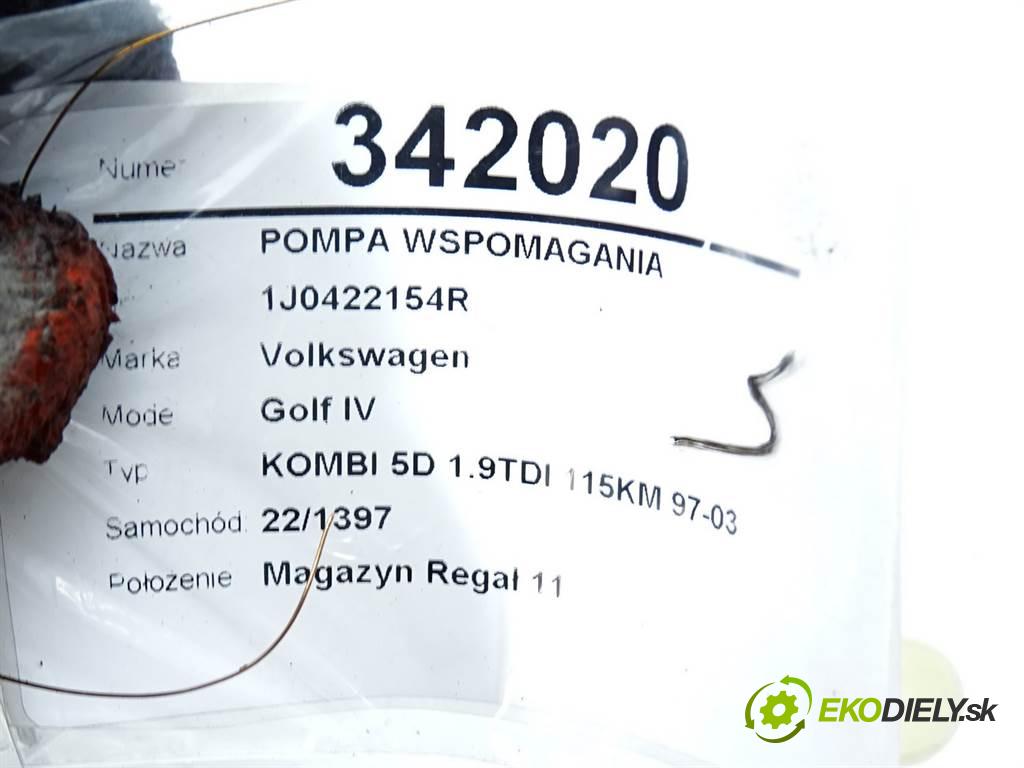 Numer 342020
Nazwa POMPA WSPOMAGANIA
1J0422154R
Marka Volkswagen
Mode Golf IV
Typ KOMBI 5D 1.9TDI 115KM 97-03
Samochód: 22/1397
Położenie Magazyn Regał 11
EKODIELY.sk